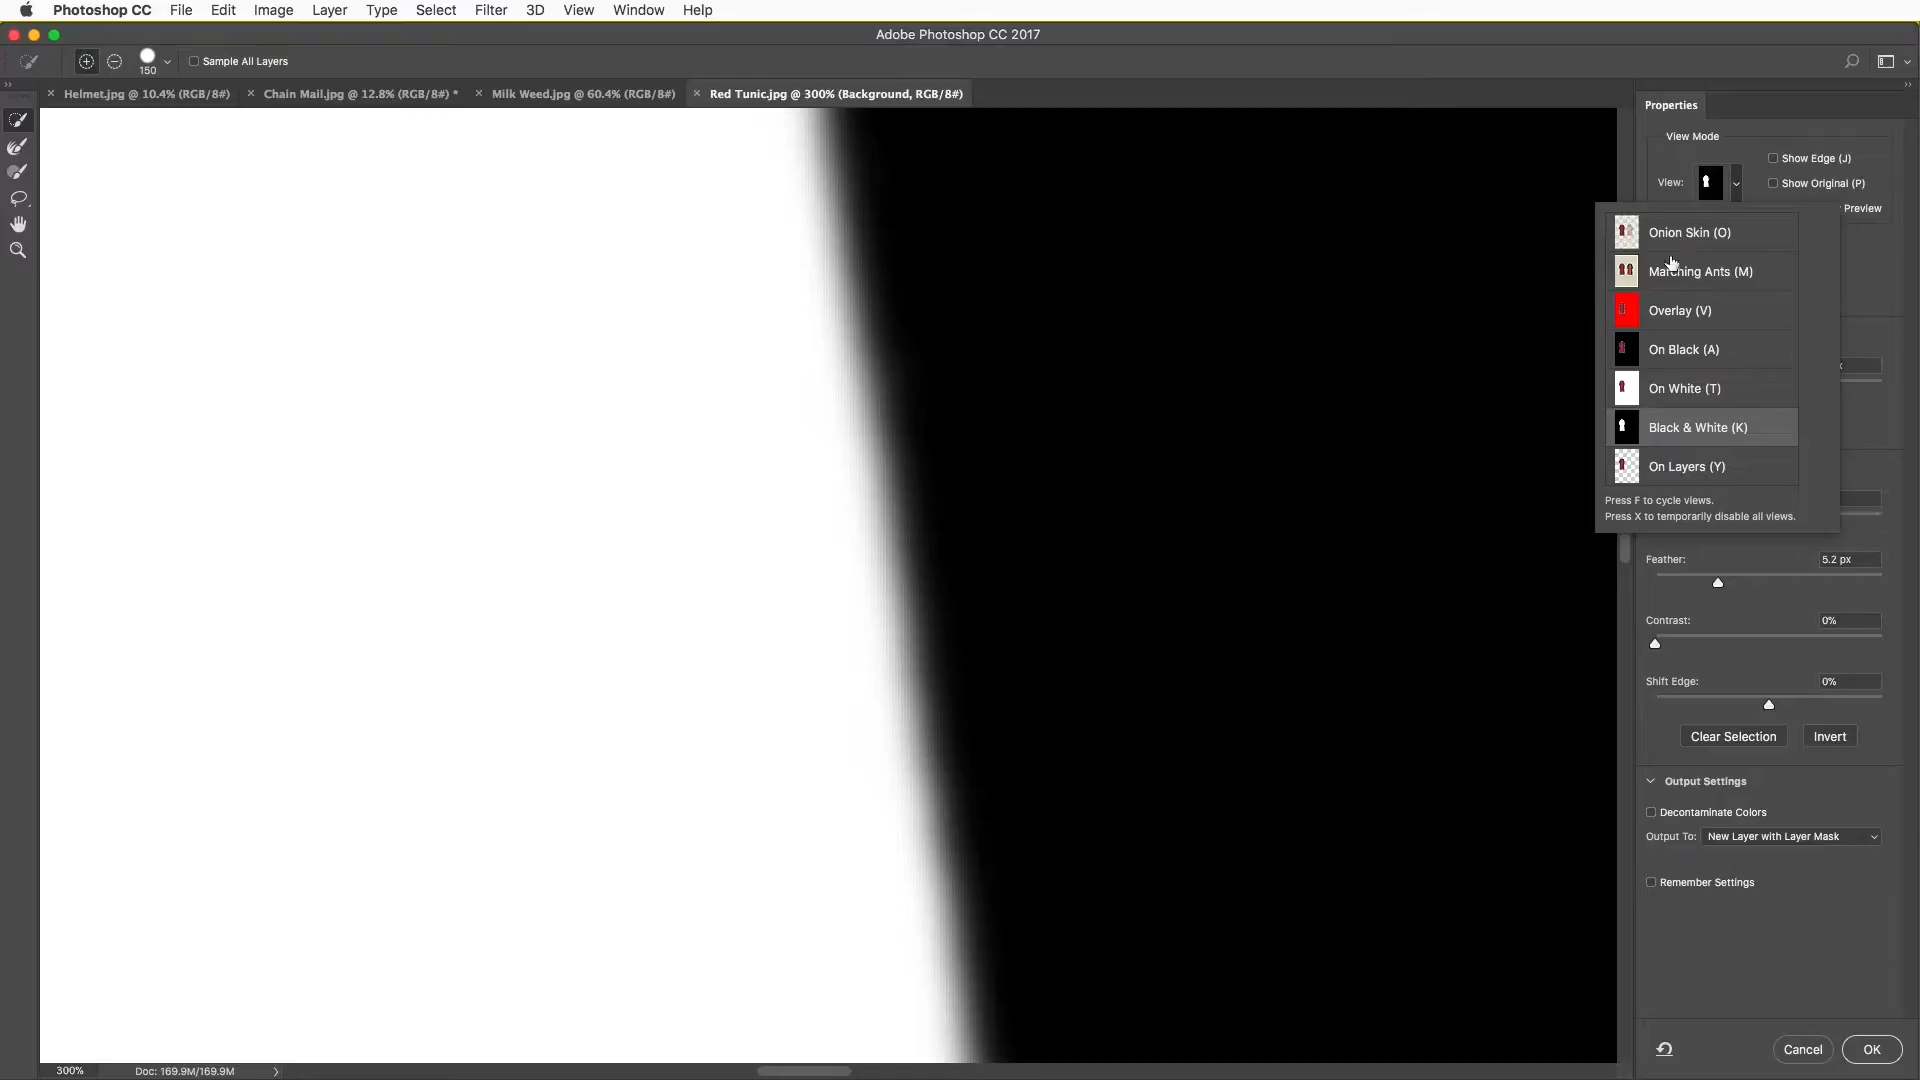 Photoshop CC File Edit Image Layer Type Select Filter 3D View Window Help
Adobe Photoshop CC 2017
150
Sample All Layers
Helmet.jpg @ 10.4% (RGB/8#)
Chain Mail.jpg @ 12.8% (RGB/8#) *
Milk Weed.jpg @ 60.4% (RGB/8#)
Red Tunic.jpg @ 300% (Background, RGB/8#)
Properties
View Mode
Show Edge (J)
View:
Show Original (P)
Preview
Onion Skin (O)
Marching Ants (M)
Overlay (V)
On Black (A)
On White (T)
Black & White (K)
On Layers (Y)
Press F to cycle views.
Press X to temporarily disable all views.
Feather: 5.2 px
Contrast: 0%
Shift Edge: 0%
Clear Selection Invert
Output Settings
Decontaminate Colors
Output To: New Layer with Layer Mask
Remember Settings
Cancel OK
300% Doc: 169.9M/169.9M